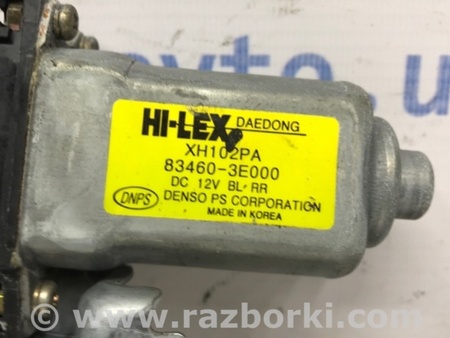 HI-LEX DAEDONG
XH102PA
83460-3E000
DC 12V BL RR
DNPS DENSO PS CORPORATION
MADE IN KOREA
© www.razborki.com